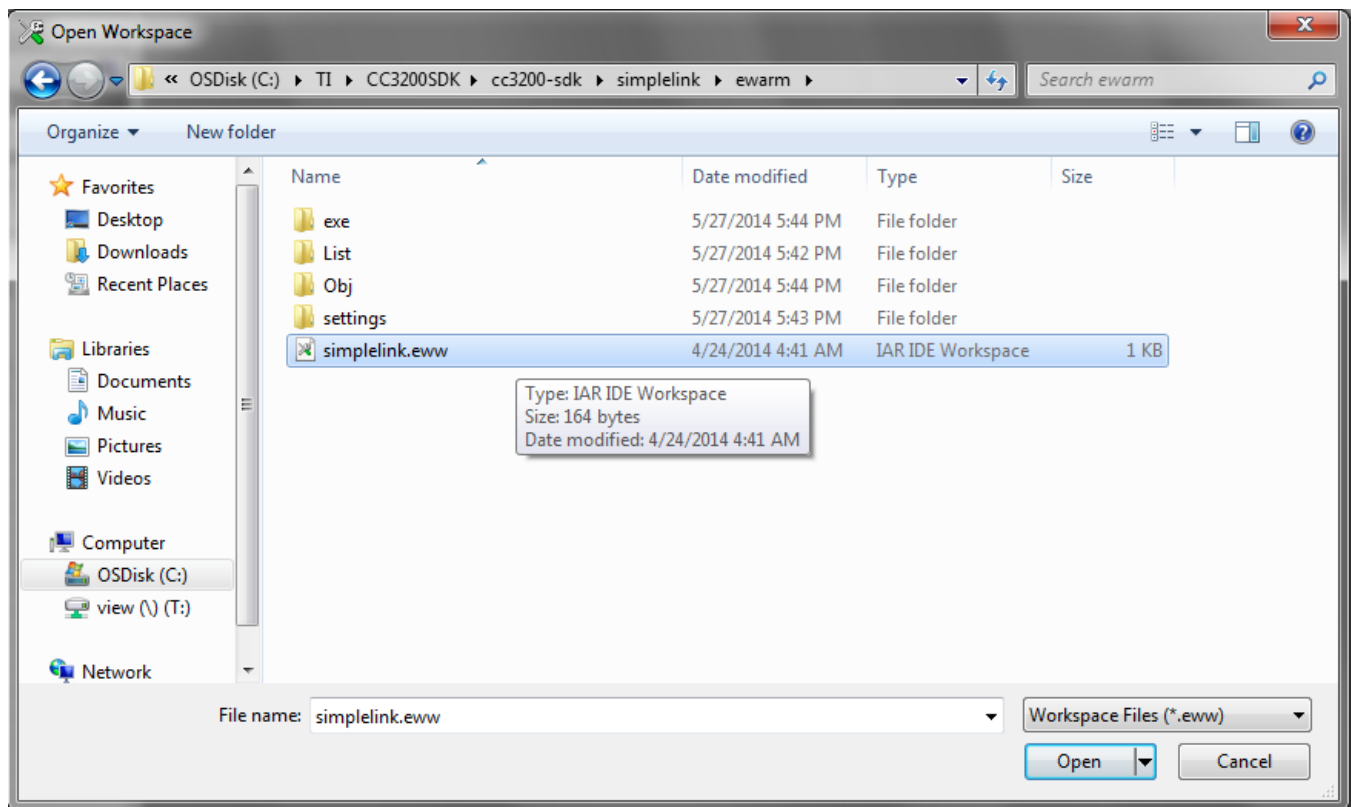 Open Workspace
« OSDisk (C:) ▸ TI ▸ CC3200SDK ▸ cc3200-sdk ▸ simplelink ▸ ewarm ▸
Search ewarm
Organize New folder
Favorites
Desktop
Downloads
Recent Places
Libraries
Documents
Music
Pictures
Videos
Computer
OSDisk (C:)
view (\) (T:)
Network
Name Date modified Type Size
exe 5/27/2014 5:44 PM File folder
List 5/27/2014 5:42 PM File folder
Obj 5/27/2014 5:44 PM File folder
settings 5/27/2014 5:43 PM File folder
simplelink.eww 4/24/2014 4:41 AM IAR IDE Workspace 1 KB
Type: IAR IDE Workspace
Size: 164 bytes
Date modified: 4/24/2014 4:41 AM
File name: simplelink.eww Workspace Files (*.eww)
Open Cancel